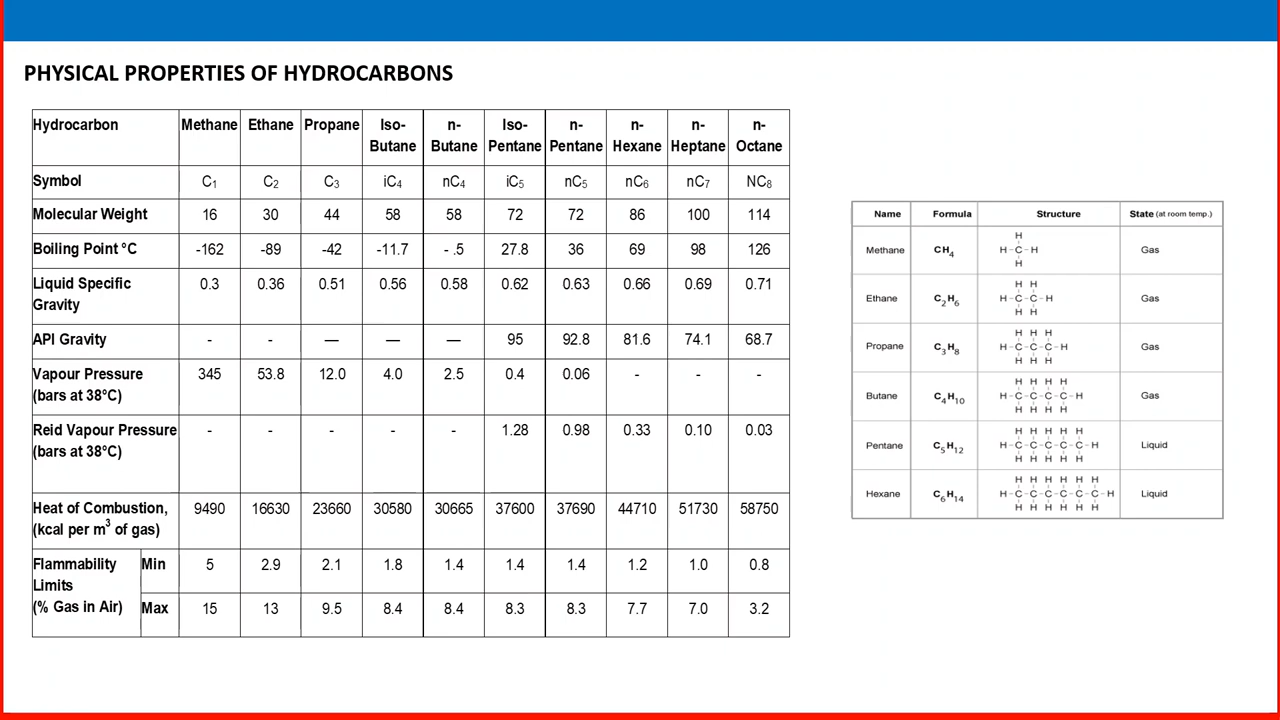 PHYSICAL PROPERTIES OF HYDROCARBONS
Hydrocarbon Methane Ethane Propane Iso- n- Iso- n- n- n- n-
Butane Butane Pentane Pentane Hexane Heptane Octane
Symbol C1 C2 C3 iC4 nC4 iC5 nC5 nC6 nC7 NC8
Molecular Weight 16 30 44 58 58 72 72 86 100 114
Boiling Point °C -162 -89 -42 -11.7 - .5 27.8 36 69 98 126
Liquid Specific 0.3 0.36 0.51 0.56 0.58 0.62 0.63 0.66 0.69 0.71
Gravity
API Gravity - - — — — 95 92.8 81.6 74.1 68.7
Vapour Pressure 345 53.8 12.0 4.0 2.5 0.4 0.06 - - -
(bars at 38°C)
Reid Vapour Pressure - - - - - 1.28 0.98 0.33 0.10 0.03
(bars at 38°C)
Heat of Combustion, 9490 16630 23660 30580 30665 37600 37690 44710 51730 58750
(kcal per m3 of gas)
Flammability Min 5 2.9 2.1 1.8 1.4 1.4 1.4 1.2 1.0 0.8
Limits
(% Gas in Air) Max 15 13 9.5 8.4 8.4 8.3 8.3 7.7 7.0 3.2
Name Formula Structure State (at room temp.)
H
Methane CH4 H-C-H Gas
H
H H
Ethane C2H6 H-C-C-H Gas
H H
H H H
Propane C3H8 H-C-C-C-H Gas
H H H
H H H H
Butane C4H10 H-C-C-C-C-H Gas
H H H H
H H H H H
Pentane C5H12 H-C-C-C-C-C-H Liquid
H H H H H
H H H H H H
Hexane C6H14 H-C-C-C-C-C-C-H Liquid
H H H H H H